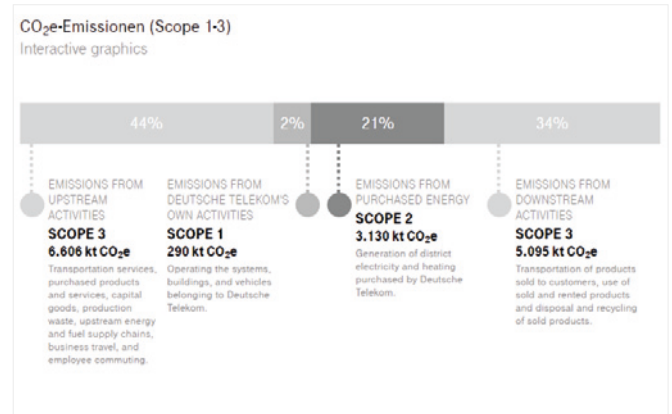 CO₂e-Emissionen (Scope 1-3)
Interactive graphics
44%
2%
21%
34%
EMISSIONS FROM
UPSTREAM
ACTIVITIES
SCOPE 3
6.606 kt CO₂e
Transportation services,
purchased products
and services, capital
goods, production
waste, upstream energy
and fuel supply chains,
business travel, and
employee commuting.
EMISSIONS FROM
DEUTSCHE TELEKOM'S
OWN ACTIVITIES
SCOPE 1
290 kt CO₂e
Operating the systems,
buildings, and vehicles
belonging to Deutsche
Telekom.
EMISSIONS FROM
PURCHASED ENERGY
SCOPE 2
3.130 kt CO₂e
Generation of district
electricity and heating
purchased by Deutsche
Telekom.
EMISSIONS FROM
DOWNSTREAM
ACTIVITIES
SCOPE 3
5.095 kt CO₂e
Transportation of products
sold to customers, use of
sold and rented products
and disposal and recycling
of sold products.